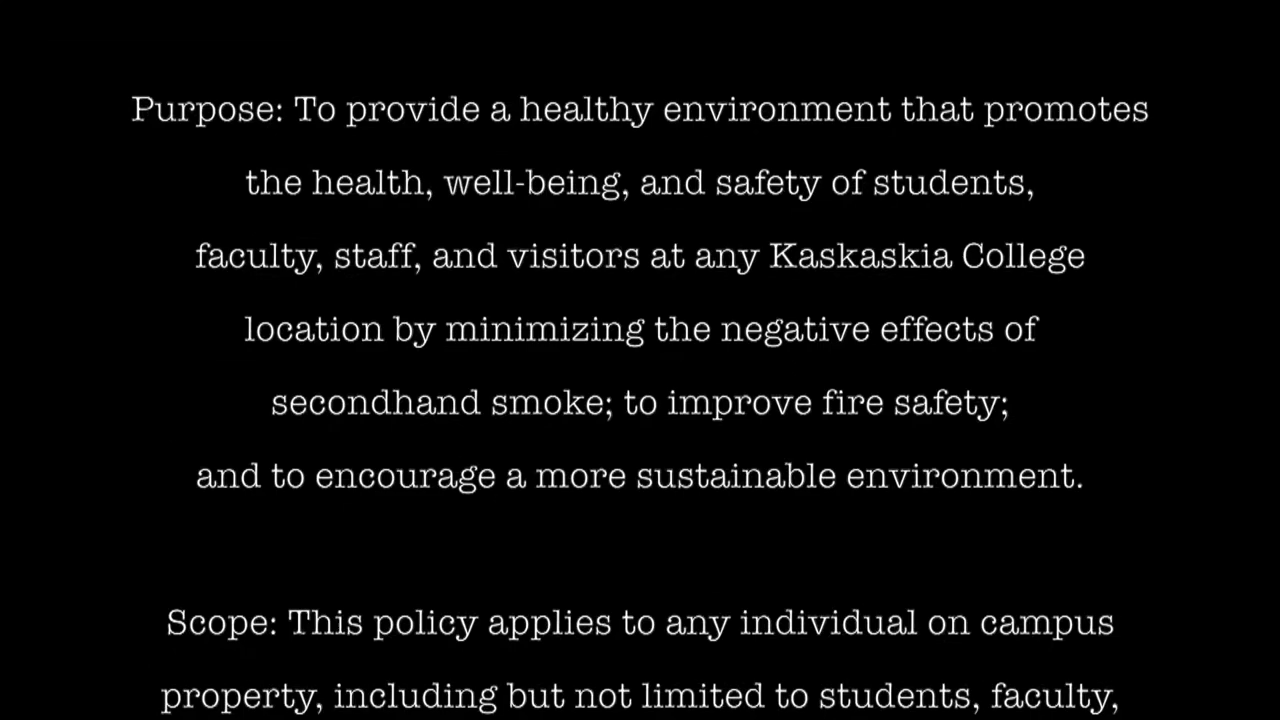 Purpose: To provide a healthy environment that promotes
the health, well-being, and safety of students,
faculty, staff, and visitors at any Kaskaskia College
location by minimizing the negative effects of
secondhand smoke; to improve fire safety;
and to encourage a more sustainable environment.
Scope: This policy applies to any individual on campus
property, including but not limited to students, faculty,